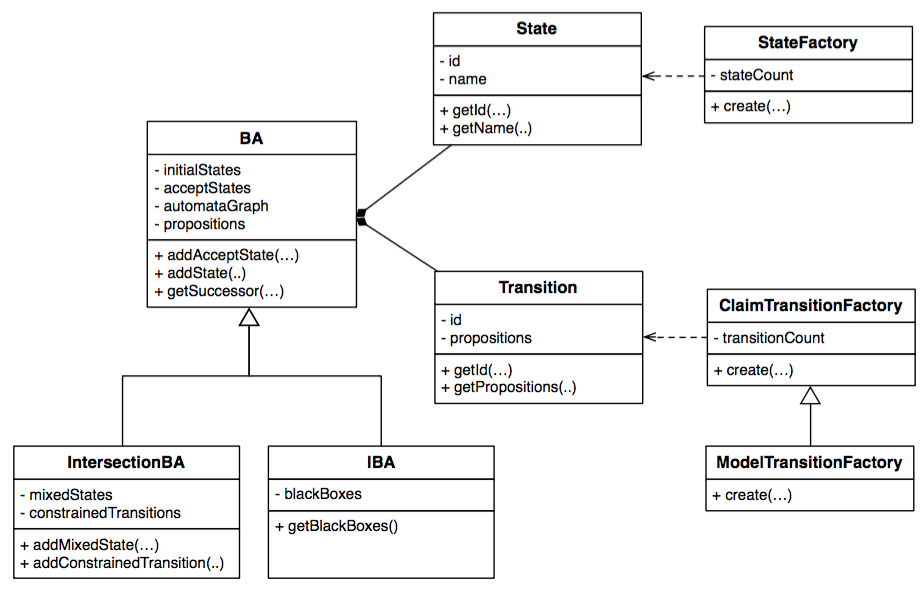 State
- id
- name
+ getId(...)
+ getName(..)
StateFactory
- stateCount
+ create(...)
BA
- initialStates
- acceptStates
- automataGraph
- propositions
+ addAcceptState(...)
+ addState(..)
+ getSuccessor(...)
Transition
- id
- propositions
+ getId(...)
+ getPropositions(..)
ClaimTransitionFactory
- transitionCount
+ create(...)
IntersectionBA
- mixedStates
- constrainedTransitions
+ addMixedState(...)
+ addConstrainedTransition(..)
IBA
- blackBoxes
+ getBlackBoxes()
ModelTransitionFactory
+ create(...)